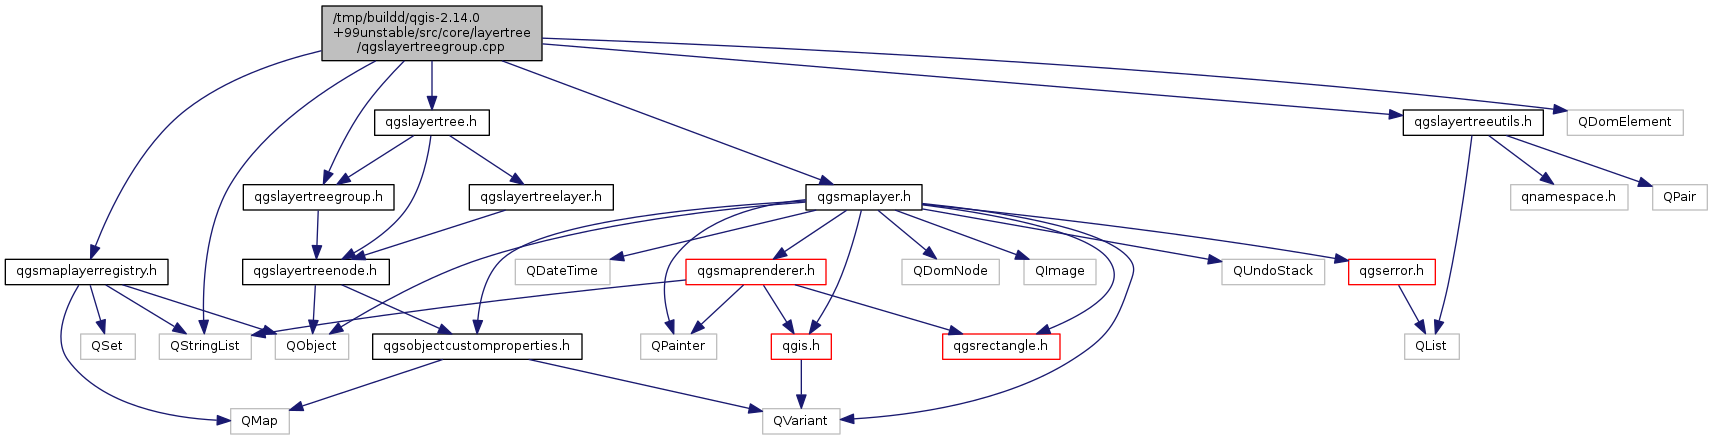 /tmp/buildd/qgis-2.14.0
+99unstable/src/core/layertree
/qgslayertreegroup.cpp
qgslayertree.h
qgslayertreeutils.h
QDomElement
qgslayertreegroup.h
qgslayertreelayer.h
qgsmaplayer.h
qnamespace.h
QPair
qgsmaplayerregistry.h
qgslayertreenode.h
QDateTime
qgsmaprenderer.h
QDomNode
QImage
QUndoStack
qgserror.h
QSet
QStringList
QObject
qgsobjectcustomproperties.h
QPainter
qgis.h
qgsrectangle.h
QList
QMap
QVariant